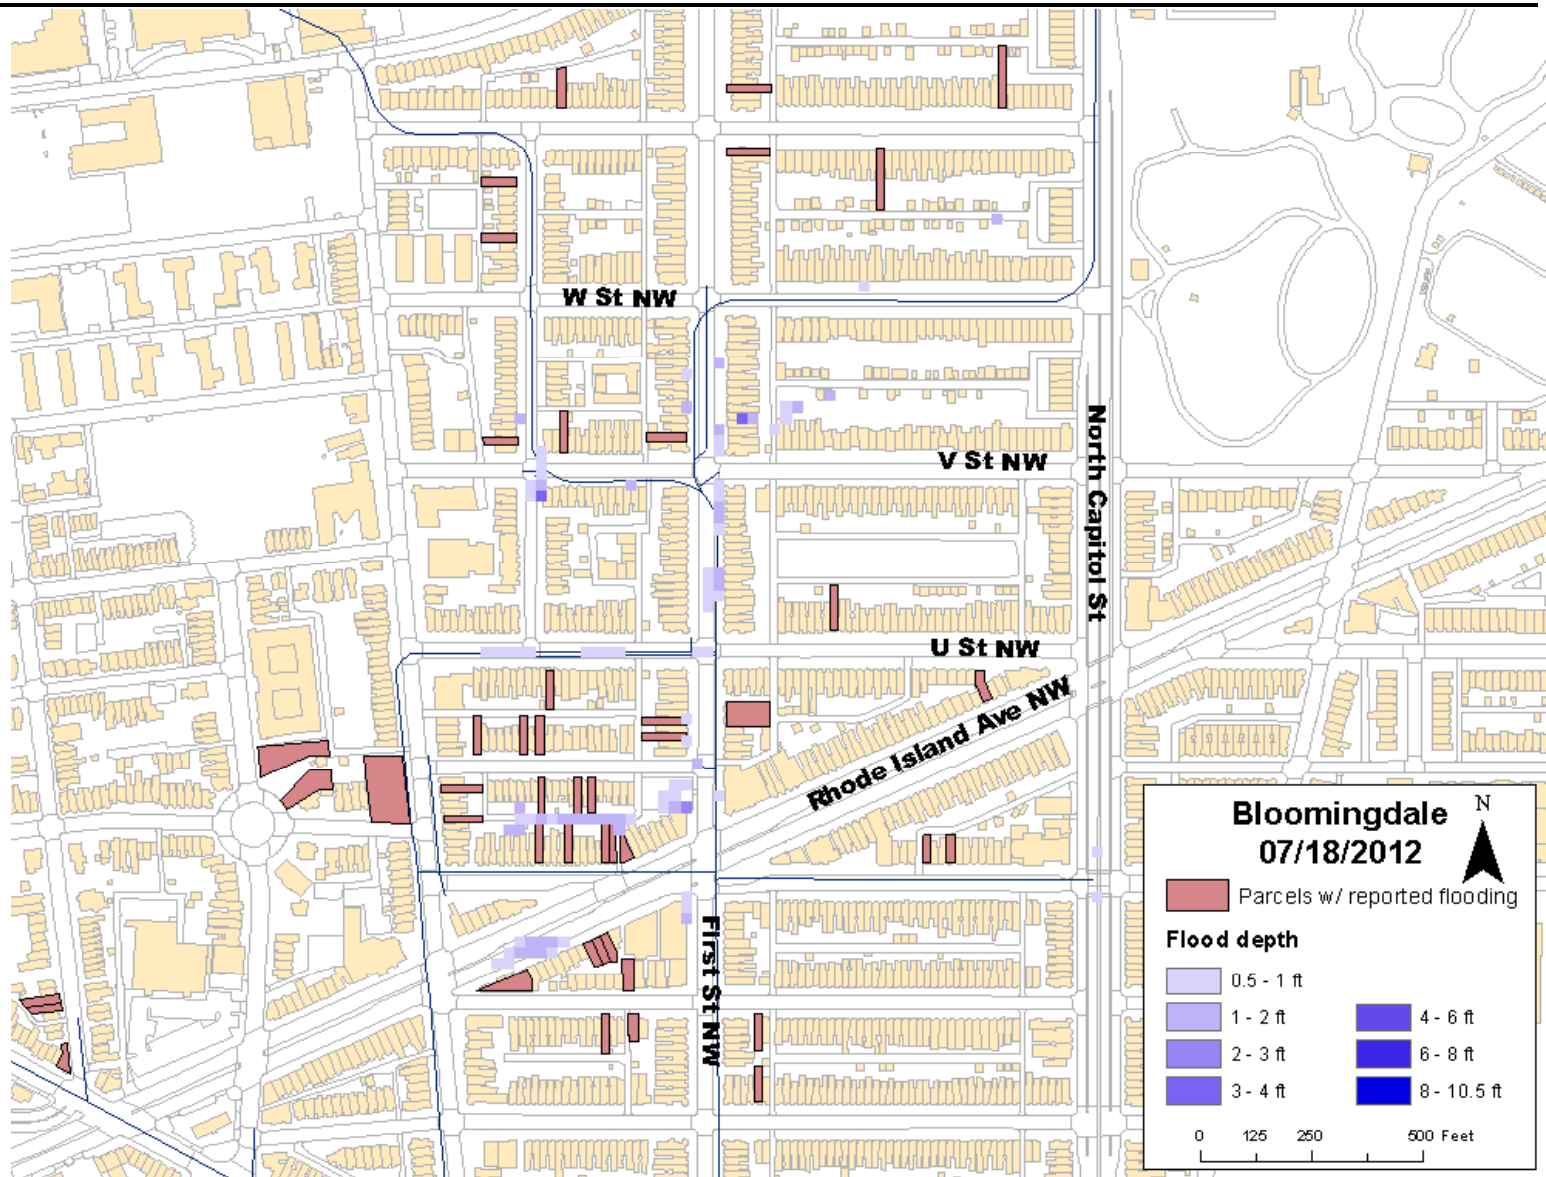 W St NW
V St NW
North Capitol St
U St NW
Rhode Island Ave NW
First St NW
Bloomingdale
07/18/2012
N
Parcels w/ reported flooding
Flood depth
0.5 - 1 ft
1 - 2 ft
4 - 6 ft
2 - 3 ft
6 - 8 ft
3 - 4 ft
8 - 10.5 ft
0 125 250 500 Feet